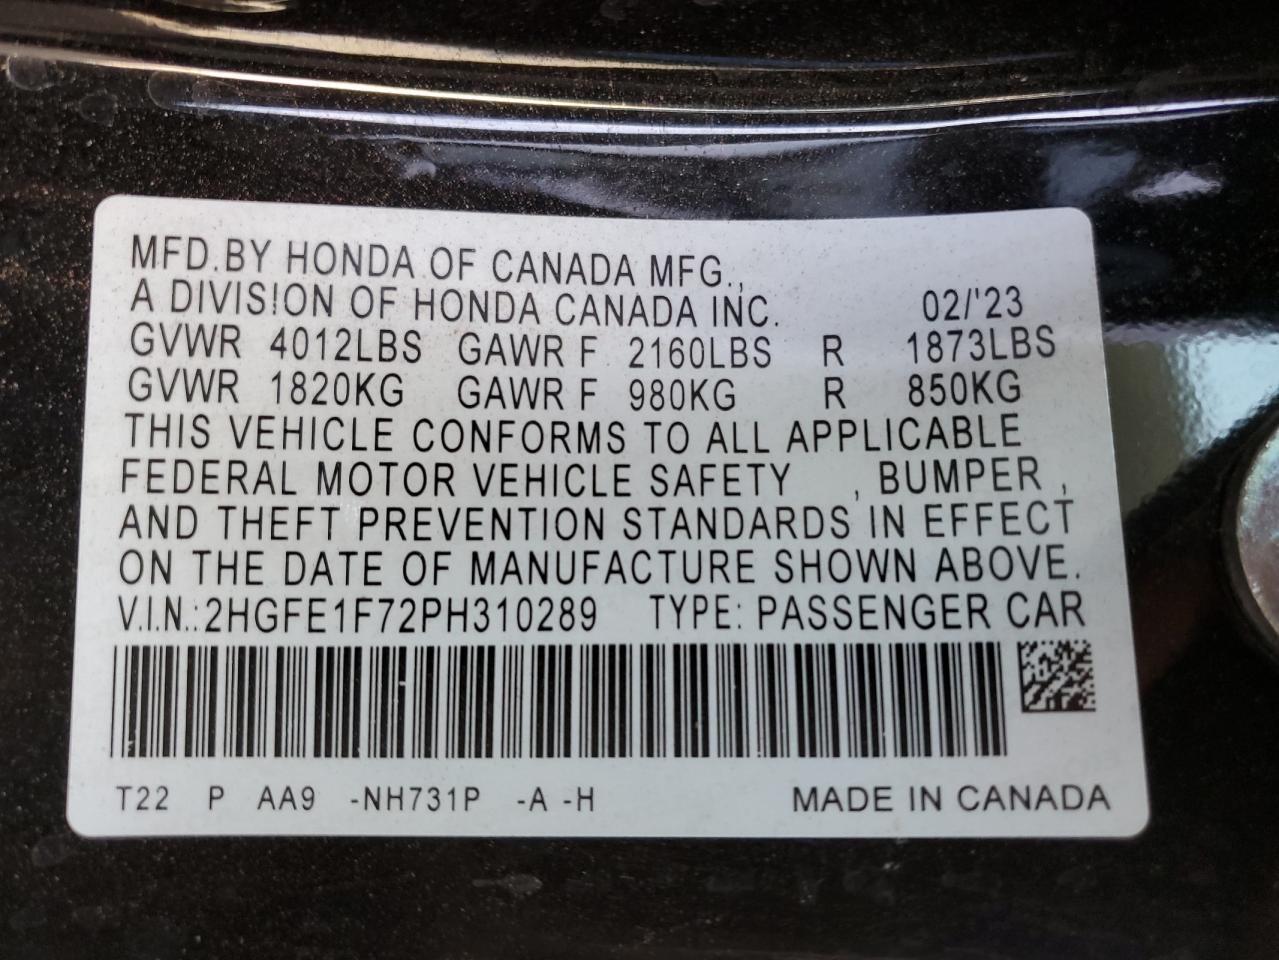 MFD.BY HONDA OF CANADA MFG.,
A DIVISION OF HONDA CANADA INC. 02/'23
GVWR 4012LBS GAWR F 2160LBS R 1873LBS
GVWR 1820KG GAWR F 980KG R 850KG
THIS VEHICLE CONFORMS TO ALL APPLICABLE
FEDERAL MOTOR VEHICLE SAFETY , BUMPER ,
AND THEFT PREVENTION STANDARDS IN EFFECT
ON THE DATE OF MANUFACTURE SHOWN ABOVE.
V.I.N.:2HGFE1F72PH310289 TYPE: PASSENGER CAR
T22 P AA9 -NH731P -A -H MADE IN CANADA